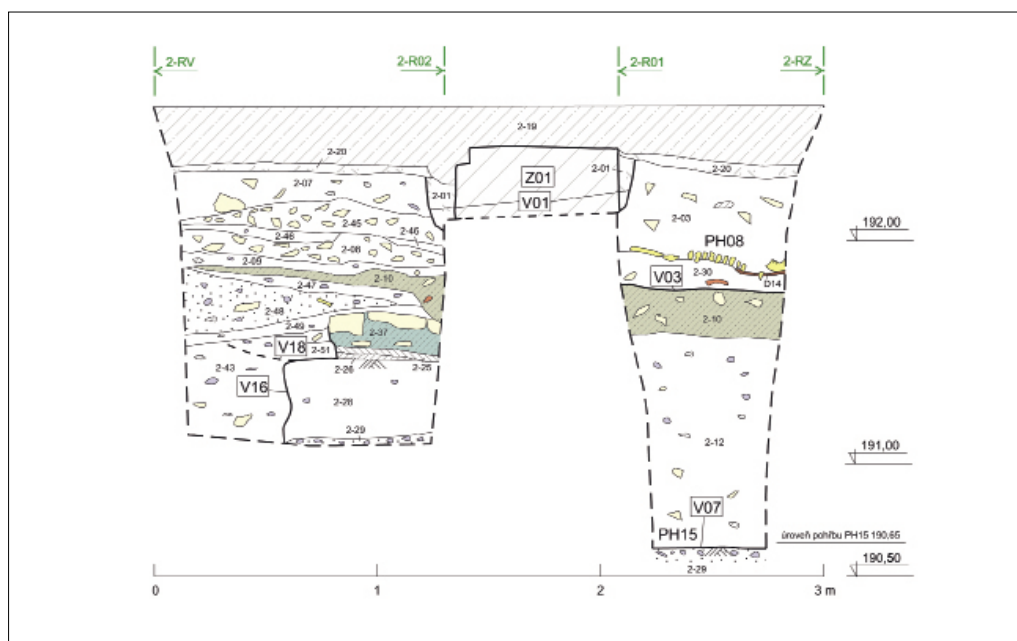 2-RV 2-R02 2-R01 2-RZ
2-19
2-20
2-20
2-07
2-01
2-01
Z01
V01
2-03
192,00
2-45
2-46
2-46
2-08
PH08
2-09
2-10
V03
2-30
D14
2-47
2-48
2-10
2-49
2-37
V18
2-51
2-26
2-25
2-43
V16
2-28
2-12
2-29
191,00
V07
PH15
úroveň pohřbu PH15 190.65
190,50
2-29
0 1 2 3 m